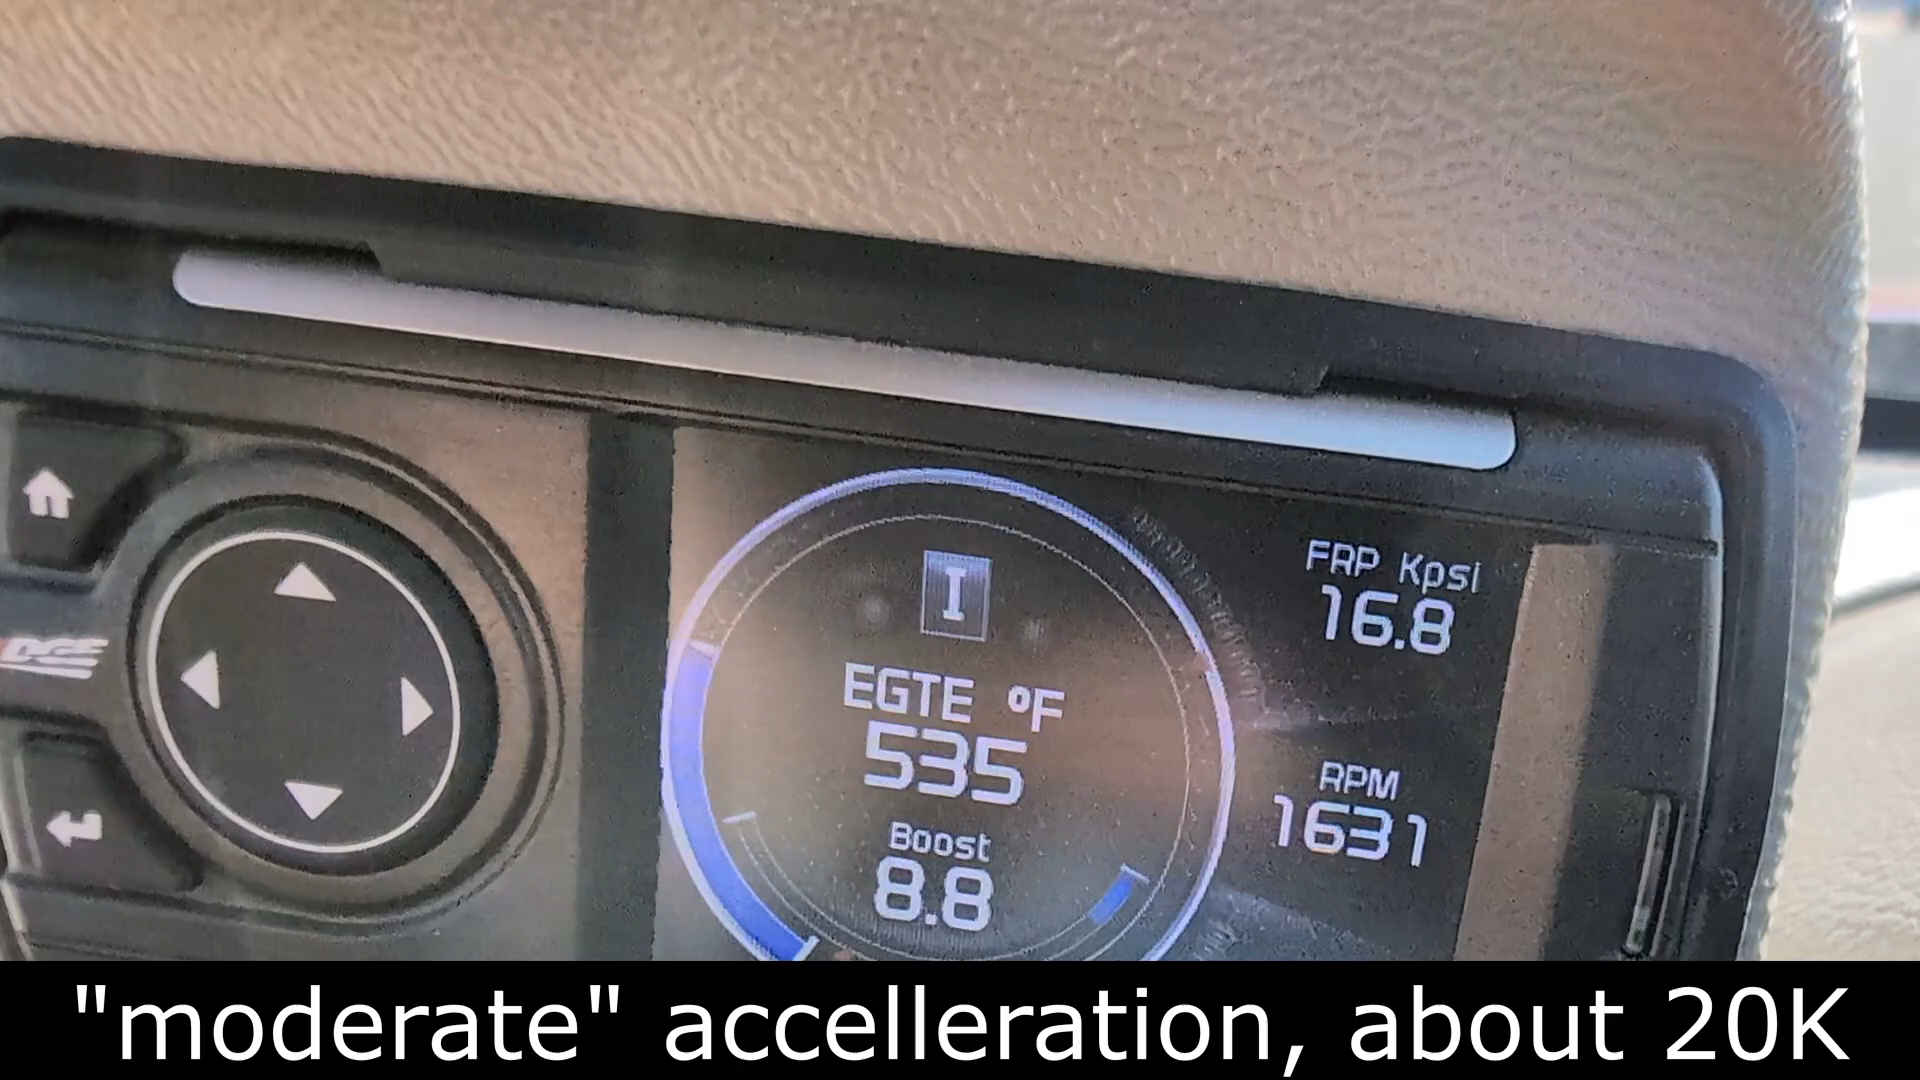 FRP Kpsi
16.8
I
EGTE °F
535
RPM
1631
Boost
8.8
"moderate" accelleration, about 20K